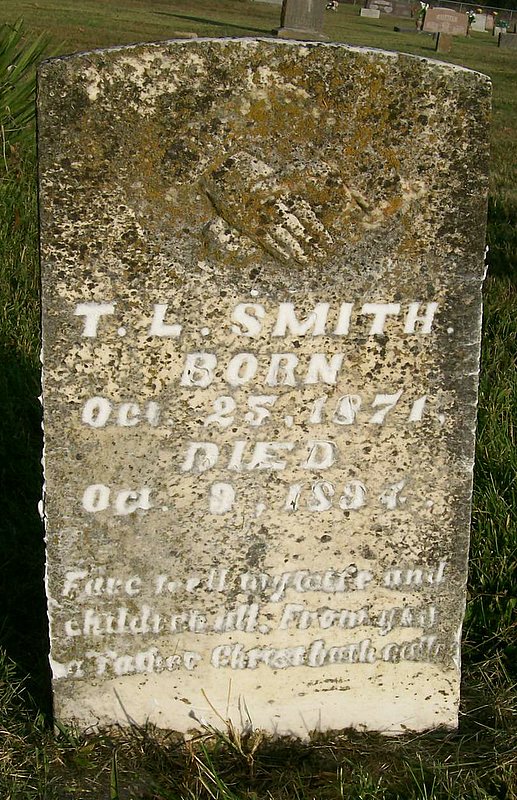 WHITTEN
T. L. SMITH.
BORN
Oct 25, 1871.
DIED
Oct. 9, 1894.
Fare well my wife and
children all. From you
a Father Christ hath call